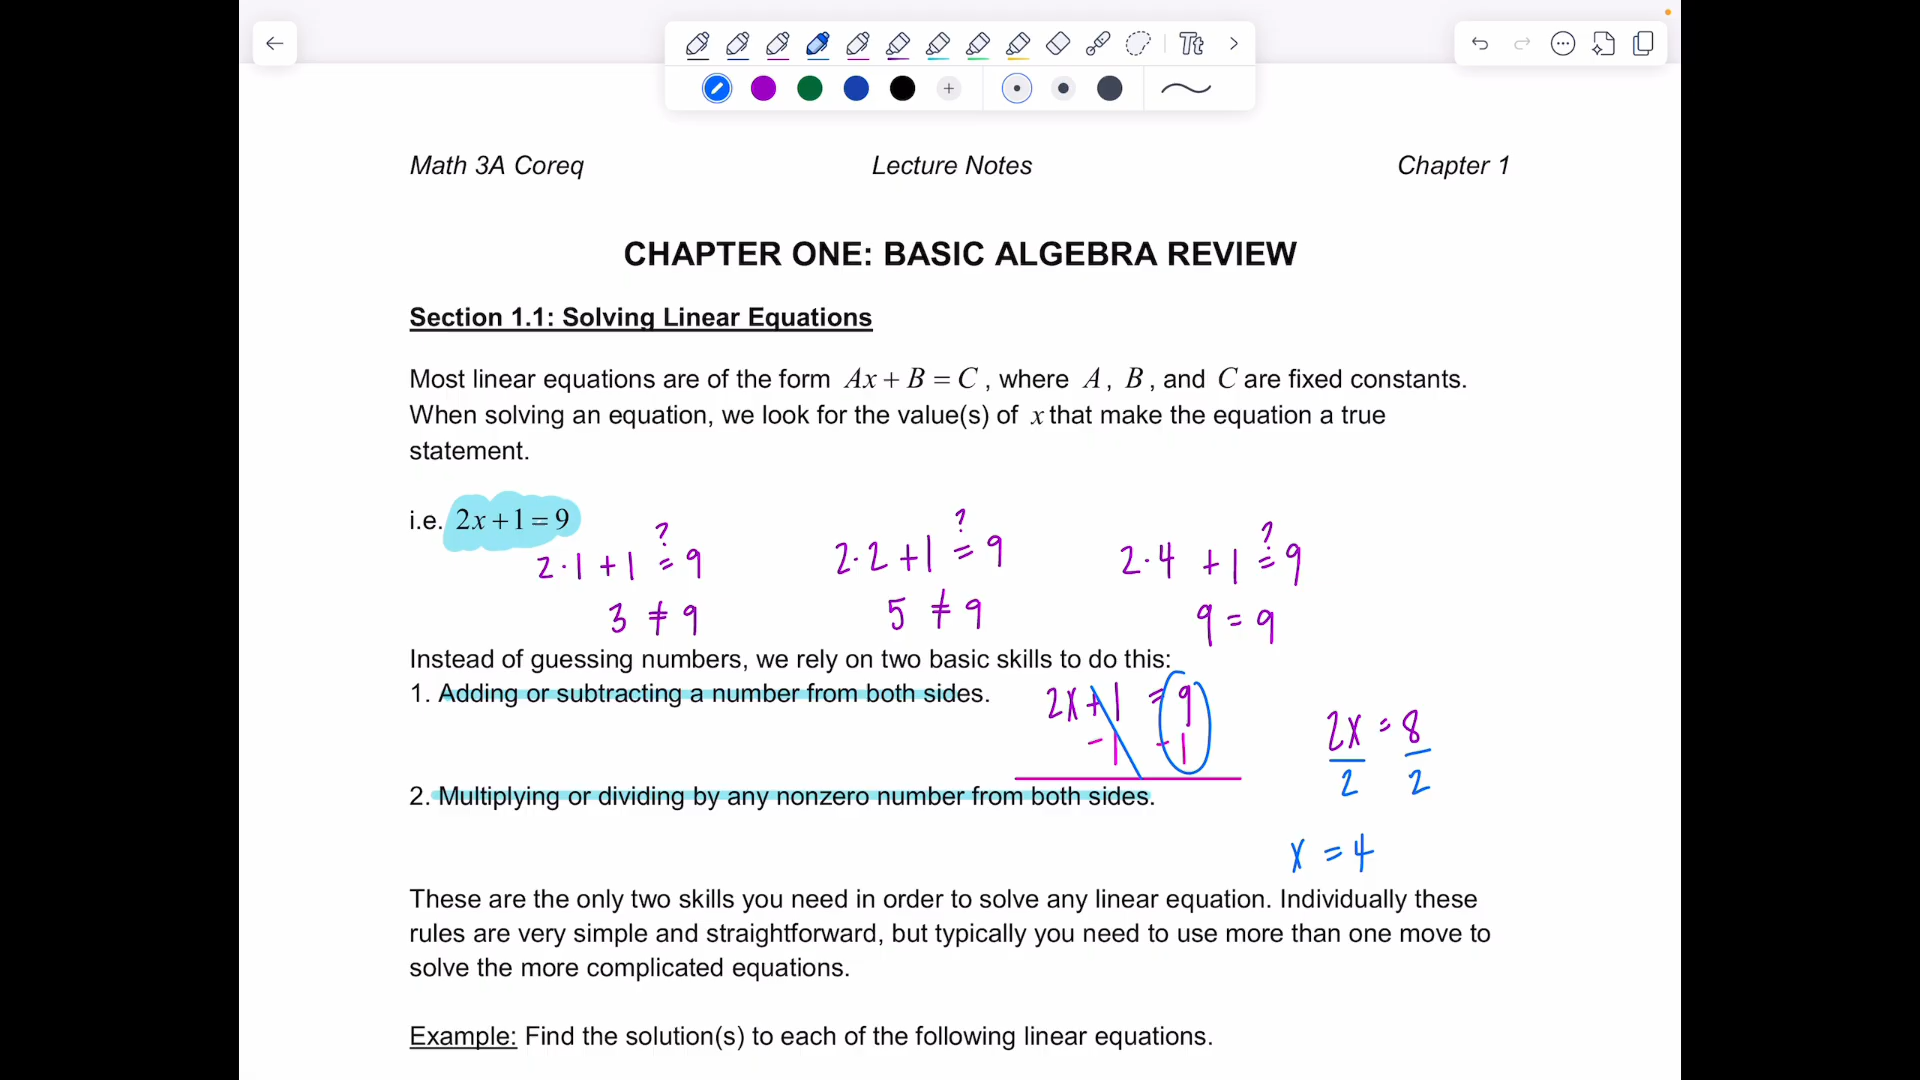 Tt
Math 3A Coreq Lecture Notes Chapter 1
CHAPTER ONE: BASIC ALGEBRA REVIEW
Section 1.1: Solving Linear Equations
Most linear equations are of the form Ax + B = C, where A, B, and C are fixed constants.
When solving an equation, we look for the value(s) of x that make the equation a true
statement.
i.e. 2x + 1 = 9
2·1 + 1 ?= 9 2·2 + 1 ?= 9 2·4 + 1 ?= 9
3 ≠ 9 5 ≠ 9 9 = 9
Instead of guessing numbers, we rely on two basic skills to do this:
1. Adding or subtracting a number from both sides.
2x + 1 = 9
-1 -1
2x = 8
2 2
2. Multiplying or dividing by any nonzero number from both sides.
x = 4
These are the only two skills you need in order to solve any linear equation. Individually these
rules are very simple and straightforward, but typically you need to use more than one move to
solve the more complicated equations.
Example: Find the solution(s) to each of the following linear equations.